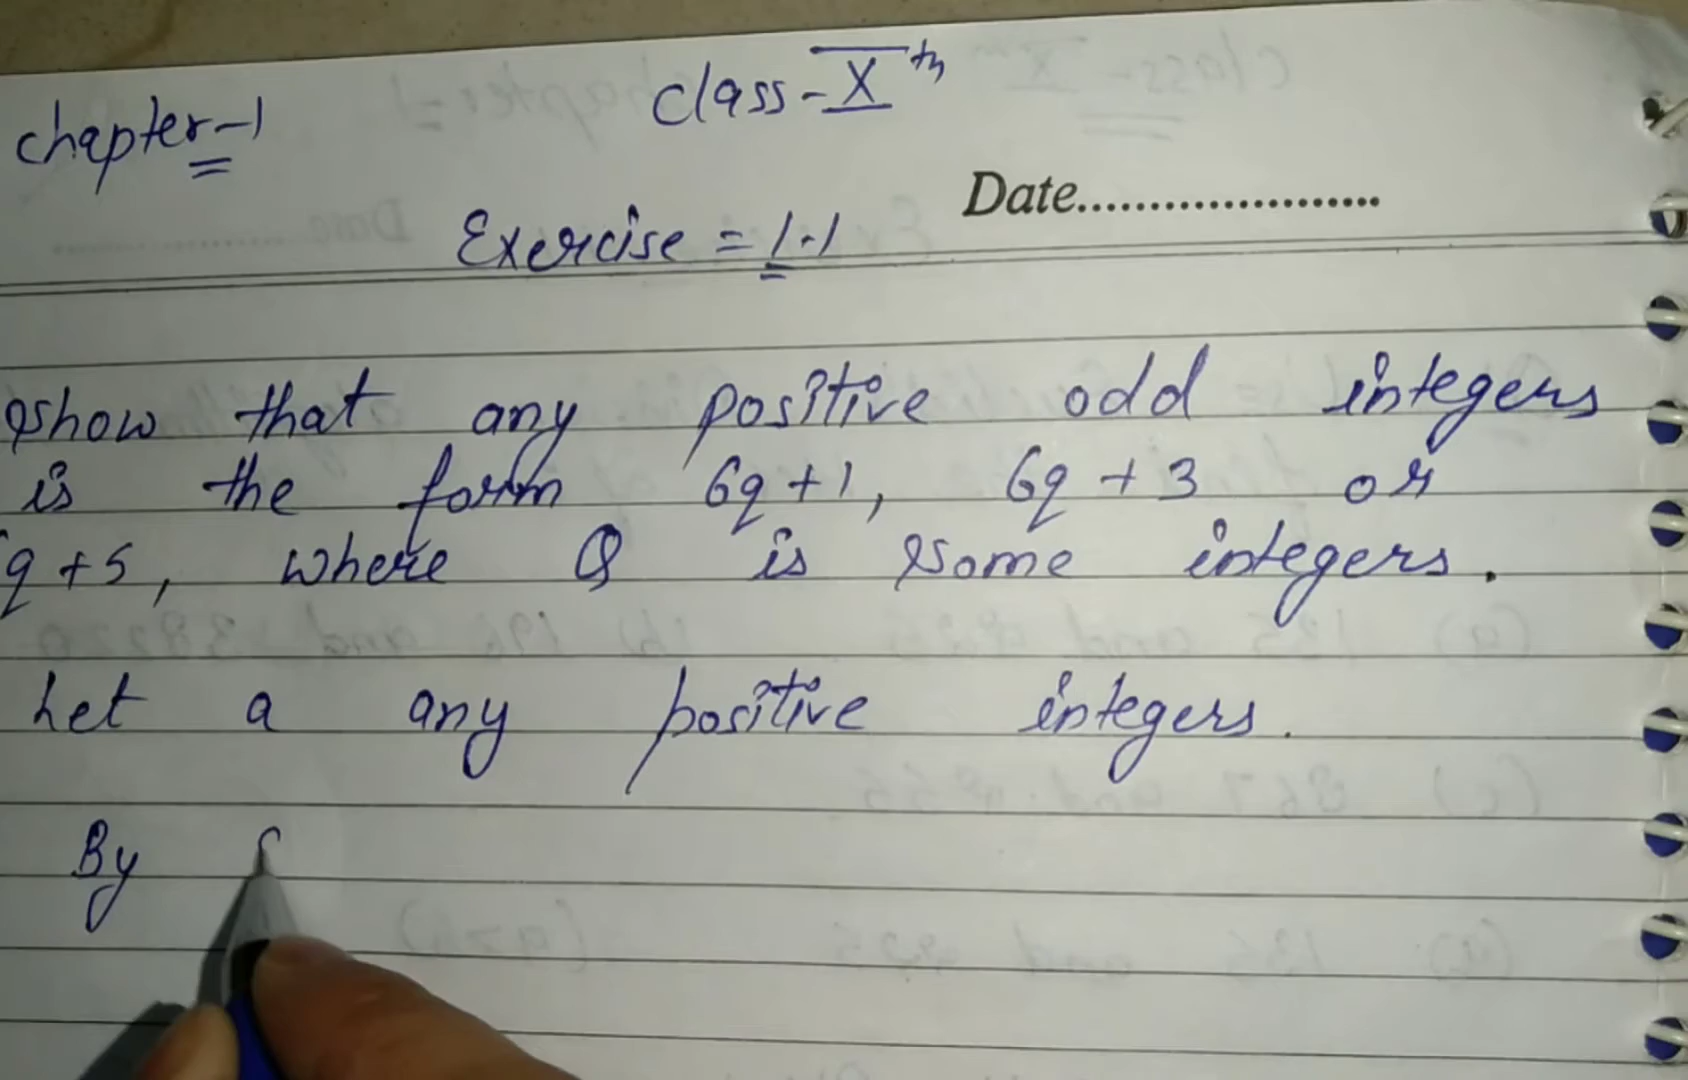 chapter-1
class-Xth
Date.....................
Exercise = 1.1
show that any positive odd integers
is the form 6q+1, 6q + 3 or
q+5, where Q is some integers.
Let a any positive integers.
By